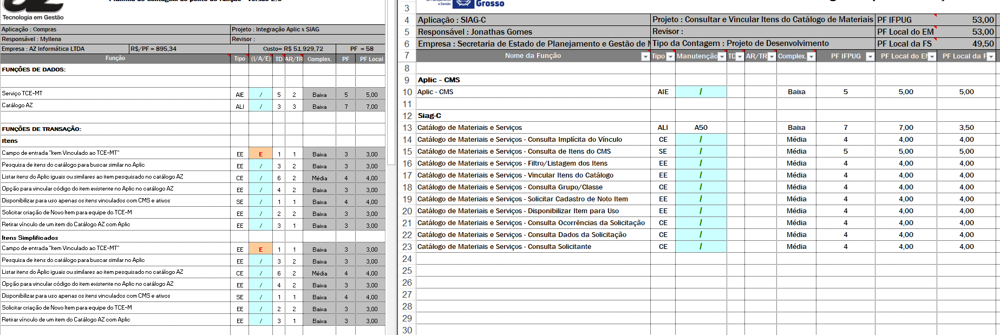 Tecnologia em Gestão
Aplicação : Compras	Projeto : Integração Aplic x SIAG
Responsável : Myllena	Revisor :
Empresa : AZ Informática LTDA	R$/PF = 895,34	Custo= R$ 51.929,72	PF = 58
Função	Tipo	(I/A/E)	TD	AR/TR	Complex.	PF	PF Local
FUNÇÕES DE DADOS:
Serviço TCE-MT	AIE	/	5	2	Baixa	5	5,00
Catálogo AZ	ALI	/	3	3	Baixa	7	7,00
FUNÇÕES DE TRANSAÇÃO:
Itens
Campo de entrada "Item Vinculado ao TCE-MT"	EE	E	1	1	Baixa	3	3,00
Pesquisa de itens do catálogo para buscar similar no Aplic	EE	/	3	2	Baixa	3	3,00
Listar itens do Aplic iguais ou similares ao item pesquisado no catálogo AZ	CE	/	6	2	Média	4	4,00
Opção para vincular código do item existente no Aplic no catálogo AZ	EE	/	4	2	Baixa	3	3,00
Disponibilizar para uso apenas os itens vinculados com CMS e ativos	SE	/	1	1	Baixa	4	4,00
Solicitar criação de Novo Item para equipe do TCE-M	EE	/	2	2	Baixa	3	3,00
Retirar vínculo de um item do Catálogo AZ com Aplic	EE	/	3	1	Baixa	3	3,00
Itens Simplificados
Campo de entrada "Item Vinculado ao TCE-MT"	EE	E	1	1	Baixa	3	3,00
Pesquisa de itens do catálogo para buscar similar no Aplic	EE	/	3	2	Baixa	3	3,00
Listar itens do Aplic iguais ou similares ao item pesquisado no catálogo AZ	CE	/	6	2	Média	4	4,00
Opção para vincular código do item existente no Aplic no catálogo AZ	EE	/	4	2	Baixa	3	3,00
Disponibilizar para uso apenas os itens vinculados com CMS e ativos	SE	/	1	1	Baixa	4	4,00
Solicitar criação de Novo Item para equipe do TCE-M	EE	/	2	2	Baixa	3	3,00
Retirar vínculo de um item do Catálogo AZ com Aplic	EE	/	3	1	Baixa	3	3,00
e Gestão	Grosso
3
4	Aplicação : SIAG-C	Projeto : Consultar e Vincular Itens do Catálogo de Materiais	PF IFPUG	53,00
5	Responsável : Jonathas Gomes	Revisor :	PF Local do EM	53,00
6	Empresa : Secretaria de Estado de Planejamento e Gestão de	Tipo da Contagem : Projeto de Desenvolvimento	PF Local da FS	49,50
7	Nome da Função	Tipo	Manutenção	TD	AR/TR	Complex.	PF IFPUG	PF Local do EM	PF Local da F
8
9	Aplic - CMS
10	Aplic - CMS	AIE	I	Baixa	5	5,00	5,00
11
12	Siag-C
13	Catálogo de Materiais e Serviços	ALI	A50	Baixa	7	7,00	3,50
14	Catálogo de Materiais e Serviços - Consulta Implícita do Vínculo	CE	I	Média	4	4,00	4,00
15	Catálogo de Materiais e Serviços - Consulta de Itens do CMS	SE	I	Média	5	5,00	5,00
16	Catálogo de Materiais e Serviços - Filtro/Listagem dos Itens	EE	I	Média	4	4,00	4,00
17	Catálogo de Materiais e Serviços - Vincular Itens do Catálogo	EE	I	Média	4	4,00	4,00
18	Catálogo de Materiais e Serviços - Consulta Grupo/Classe	CE	I	Média	4	4,00	4,00
19	Catálogo de Materiais e Serviços - Solicitar Cadastro de Noto Item	EE	I	Média	4	4,00	4,00
20	Catálogo de Materiais e Serviços - Disponibilizar Item para Uso	EE	I	Média	4	4,00	4,00
21	Catálogo de Materiais e Serviços - Consulta Ocorrências da Solicitação	CE	I	Média	4	4,00	4,00
22	Catálogo de Materiais e Serviços - Consulta Dados da Solicitação	CE	I	Média	4	4,00	4,00
23	Catálogo de Materiais e Serviços - Consulta Solicitante	CE	I	Média	4	4,00	4,00
24
25
26
27
28
29
30